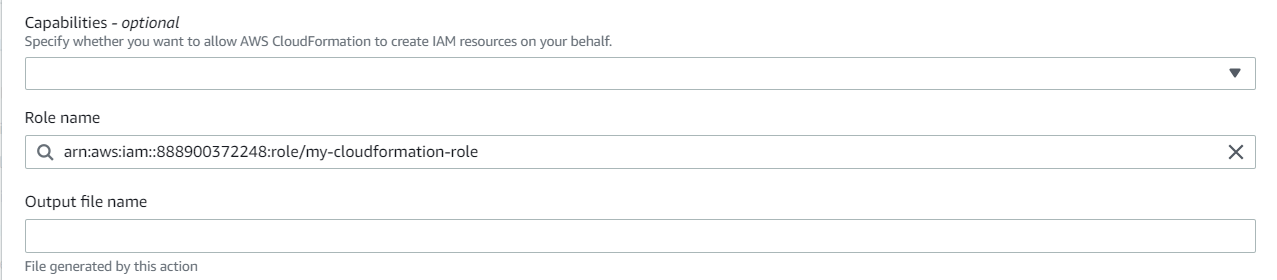 Capabilities - optional
Specify whether you want to allow AWS CloudFormation to create IAM resources on your behalf.
Role name
arn:aws:iam::888900372248:role/my-cloudformation-role
Output file name
File generated by this action